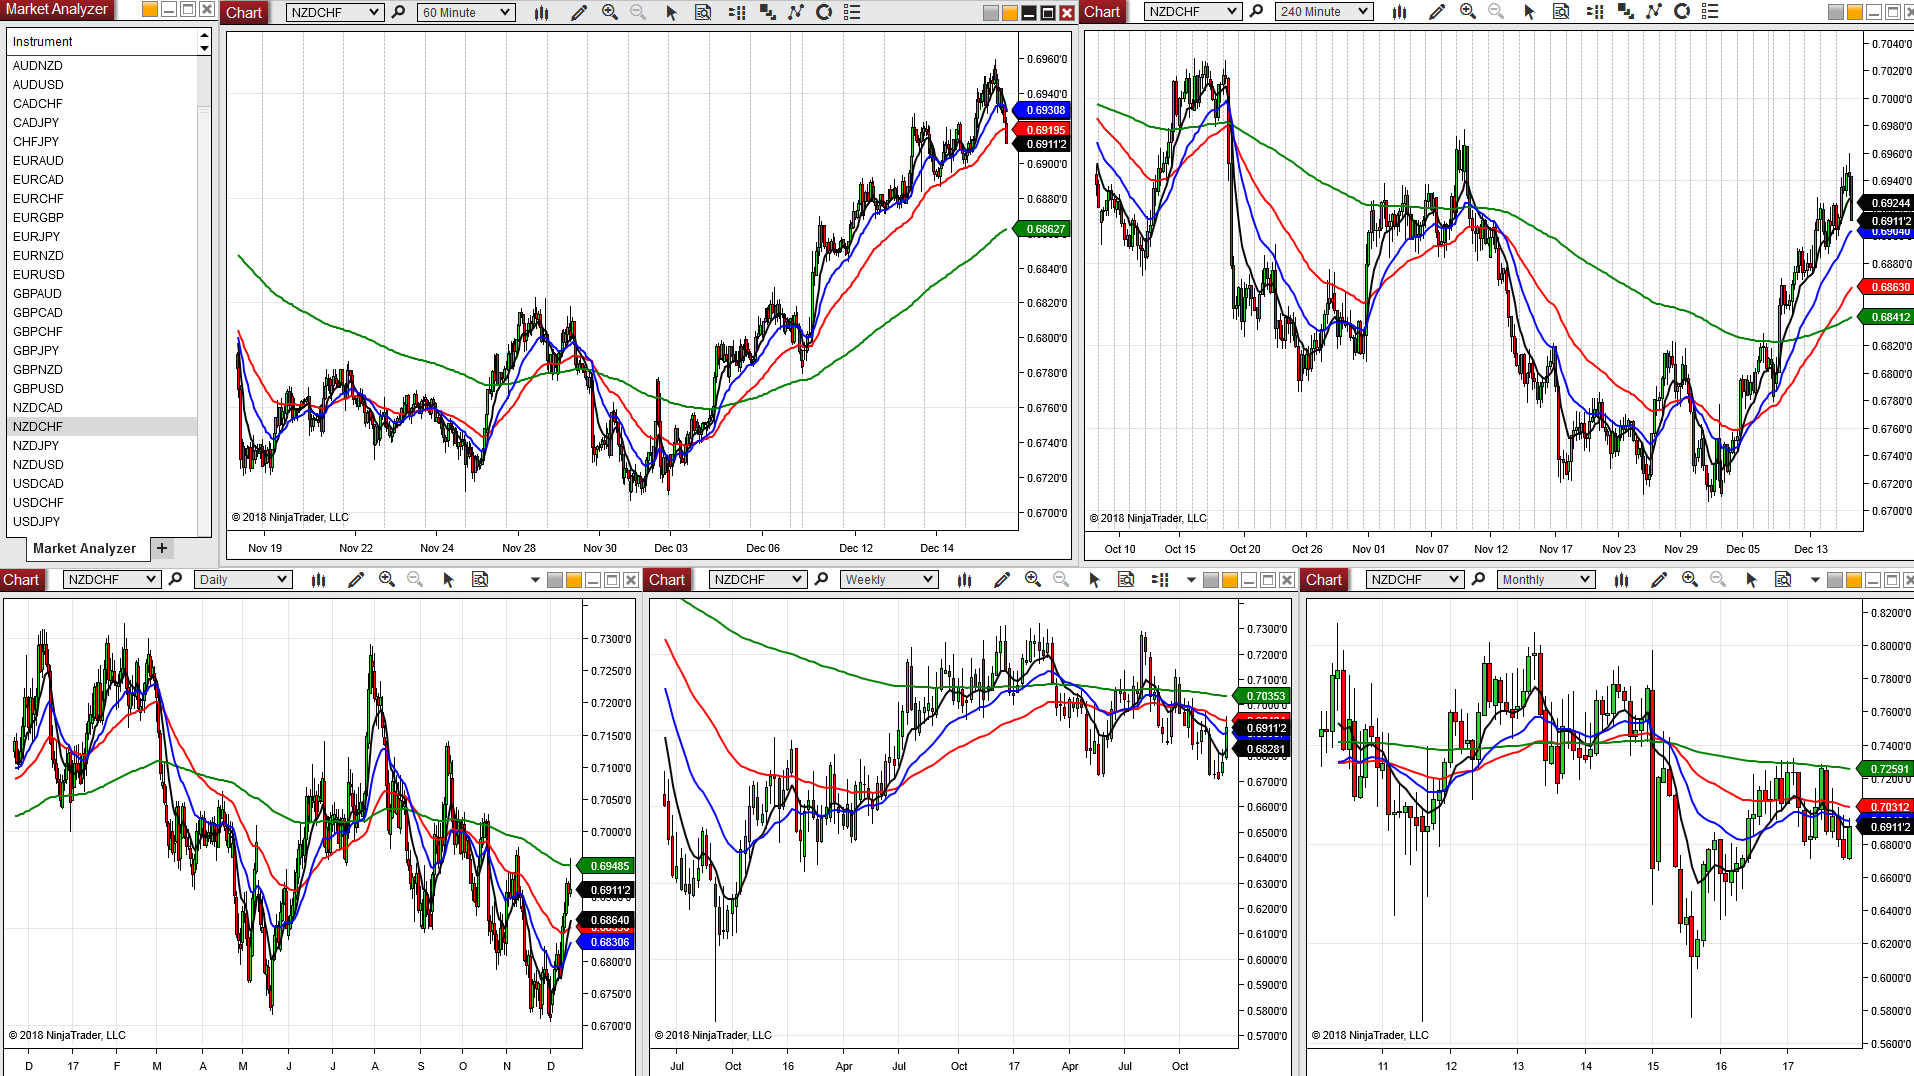 Market Analyzer
Instrument
AUDNZD
AUDUSD
CADCHF
CADJPY
CHFJPY
EURAUD
EURCAD
EURCHF
EURGBP
EURJPY
EURNZD
EURUSD
GBPAUD
GBPCAD
GBPCHF
GBPJPY
GBPNZD
GBPUSD
NZDCAD
NZDCHF
NZDJPY
NZDUSD
USDCAD
USDCHF
USDJPY
Market Analyzer +
Chart NZDCHF 60 Minute
0.6960'0
0.6940'0
0.69308
0.69195
0.6911'2
0.6900'0
0.6880'0
0.68627
0.6840'0
0.6820'0
0.6800'0
0.6780'0
0.6760'0
0.6740'0
0.6720'0
0.6700'0
© 2018 NinjaTrader, LLC
Nov 19 Nov 22 Nov 24 Nov 28 Nov 30 Dec 03 Dec 06 Dec 12 Dec 14
Chart NZDCHF 240 Minute
0.7040'0
0.7020'0
0.7000'0
0.6980'0
0.6960'0
0.6940'0
0.69244
0.6911'2
0.69040
0.6880'0
0.68630
0.68412
0.6820'0
0.6800'0
0.6780'0
0.6760'0
0.6740'0
0.6720'0
0.6700'0
© 2018 NinjaTrader, LLC
Oct 10 Oct 15 Oct 20 Oct 26 Nov 01 Nov 07 Nov 12 Nov 17 Nov 23 Nov 29 Dec 05 Dec 13
Chart NZDCHF Daily
0.7300'0
0.7250'0
0.7200'0
0.7150'0
0.7100'0
0.7050'0
0.7000'0
0.69485
0.6911'2
0.68640
0.68306
0.6800'0
0.6750'0
0.6700'0
© 2018 NinjaTrader, LLC
D 17 F M A M J J A S O N D
Chart NZDCHF Weekly
0.7300'0
0.7200'0
0.7100'0
0.70353
0.7000'0
0.6911'2
0.68281
0.6700'0
0.6600'0
0.6500'0
0.6400'0
0.6300'0
0.6200'0
0.6100'0
0.6000'0
0.5900'0
0.5800'0
0.5700'0
© 2018 NinjaTrader, LLC
Jul Oct 16 Apr Jul Oct 17 Apr Jul Oct
Chart NZDCHF Monthly
0.8200'0
0.8000'0
0.7800'0
0.7600'0
0.7400'0
0.72591
0.7200'0
0.70312
0.6911'2
0.6800'0
0.6600'0
0.6400'0
0.6200'0
0.6000'0
0.5800'0
0.5600'0
© 2018 NinjaTrader, LLC
11 12 13 14 15 16 17